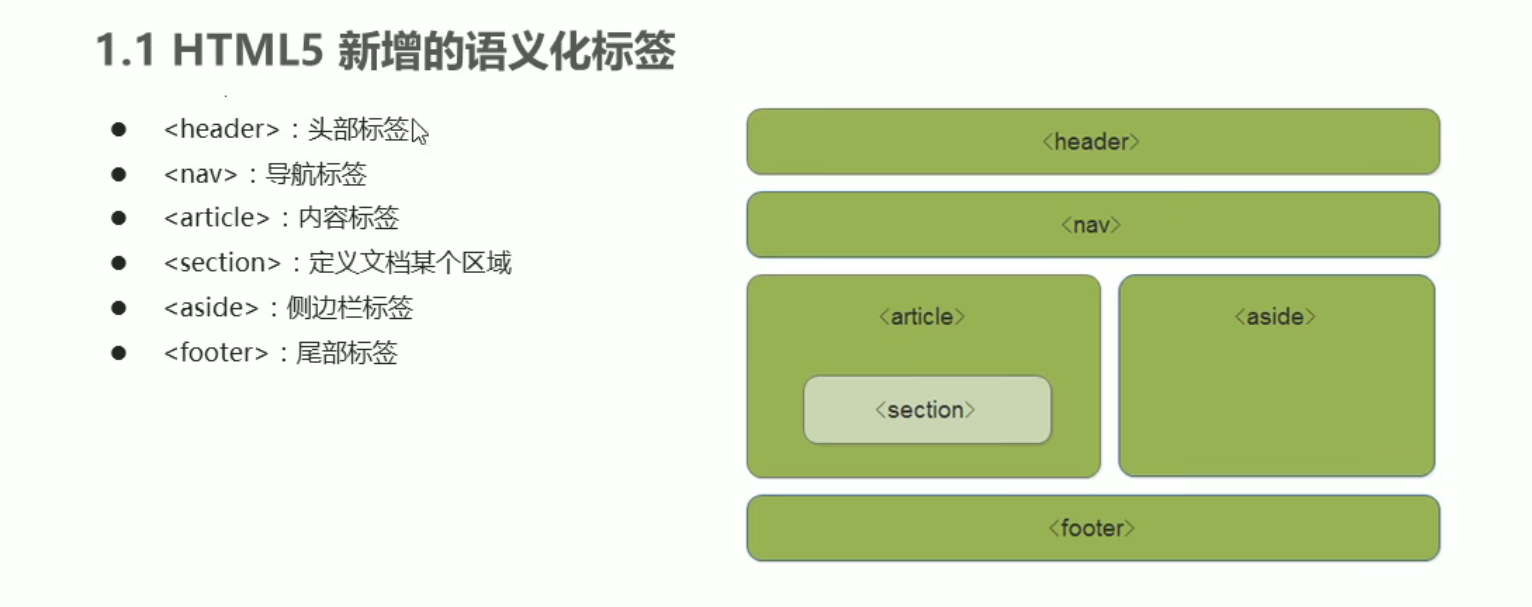 1.1 HTML5 新增的语义化标签
● <header>：头部标签
● <nav>：导航标签
● <article>：内容标签
● <section>：定义文档某个区域
● <aside>：侧边栏标签
● <footer>：尾部标签
<header>
<nav>
<article>
<aside>
<section>
<footer>